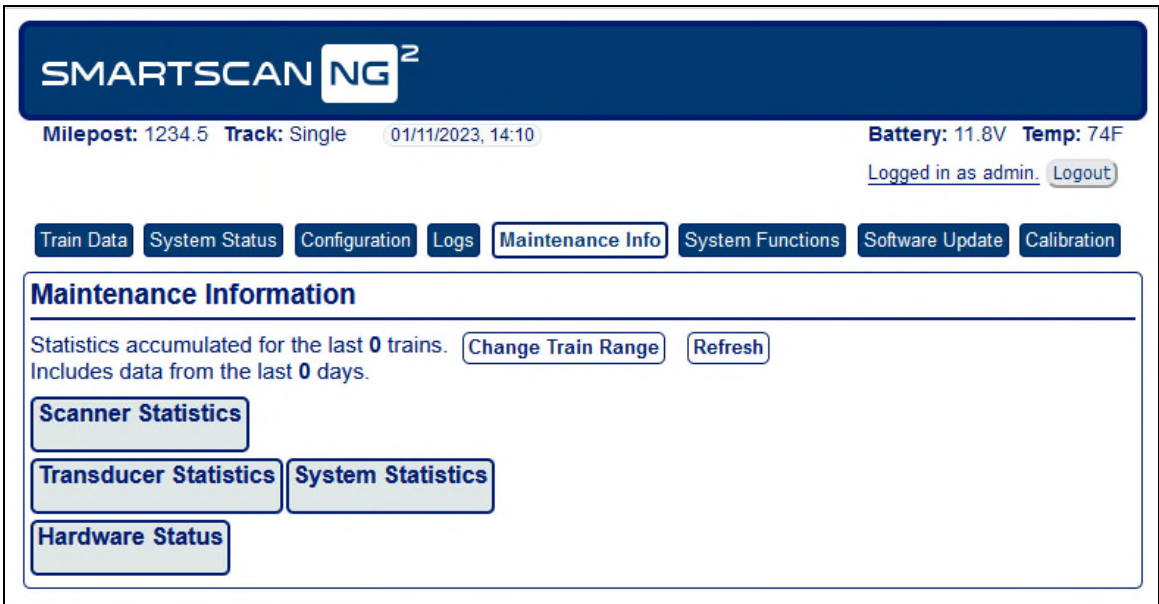 SMARTSCAN NG2
Milepost: 1234.5 Track: Single 01/11/2023, 14:10 Battery: 11.8V Temp: 74F
Logged in as admin. Logout
Train Data System Status Configuration Logs Maintenance Info System Functions Software Update Calibration
Maintenance Information
Statistics accumulated for the last 0 trains. Change Train Range Refresh
Includes data from the last 0 days.
Scanner Statistics
Transducer Statistics System Statistics
Hardware Status